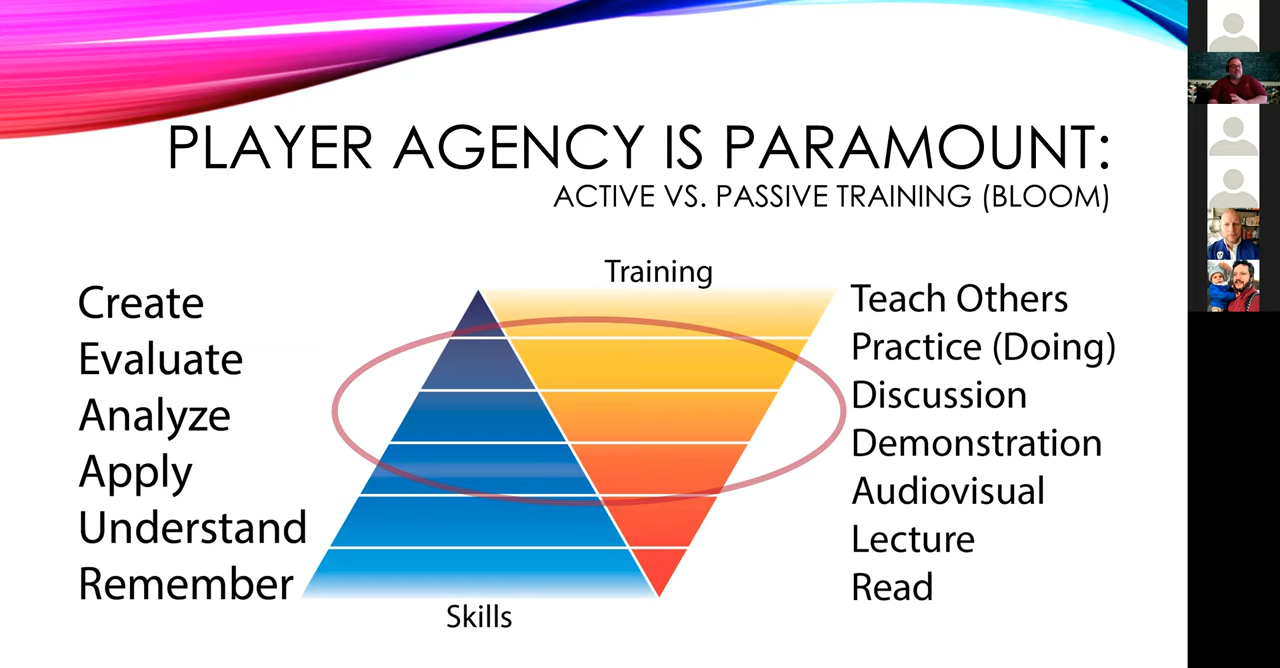 PLAYER AGENCY IS PARAMOUNT:
ACTIVE VS. PASSIVE TRAINING (BLOOM)
Training
Create
Evaluate
Analyze
Apply
Understand
Remember
Teach Others
Practice (Doing)
Discussion
Demonstration
Audiovisual
Lecture
Read
Skills